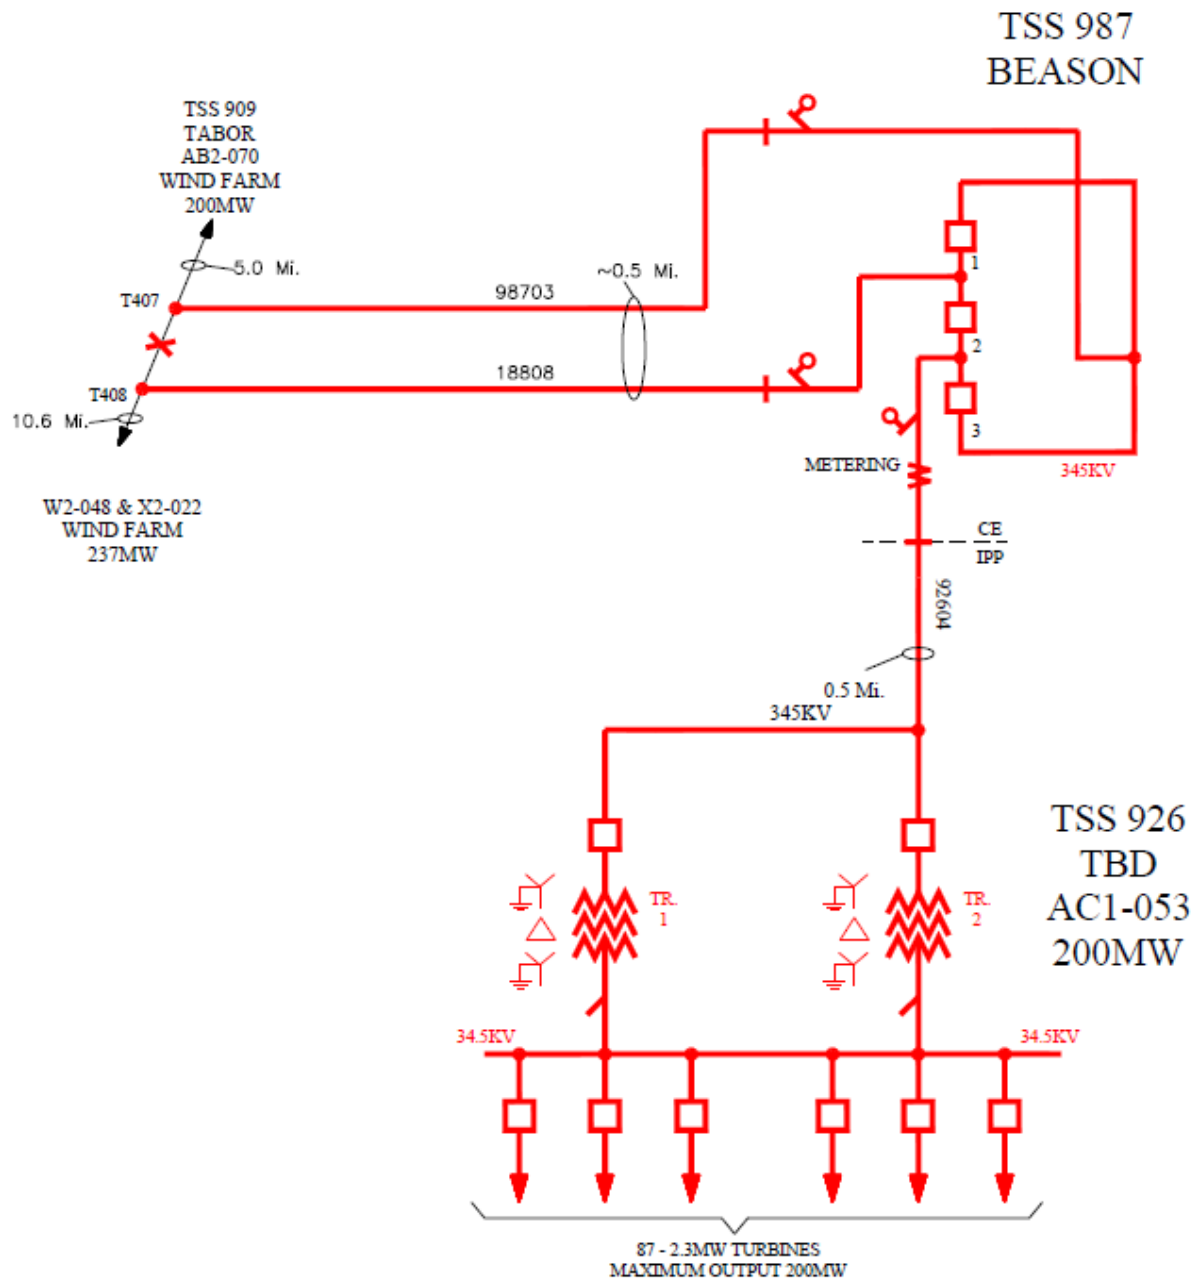 TSS 987
BEASON
TSS 909
TABOR
AB2-070
WIND FARM
200MW
5.0 Mi.
~0.5 Mi.
T407
98703
1
2
T408
18808
10.6 Mi.
3
METERING
345KV
W2-048 & X2-022
WIND FARM
237MW
CE
IPP
92604
0.5 Mi.
345KV
TSS 926
TBD
AC1-053
200MW
TR.
1
TR.
2
34.5KV
34.5KV
87 - 2.3MW TURBINES
MAXIMUM OUTPUT 200MW